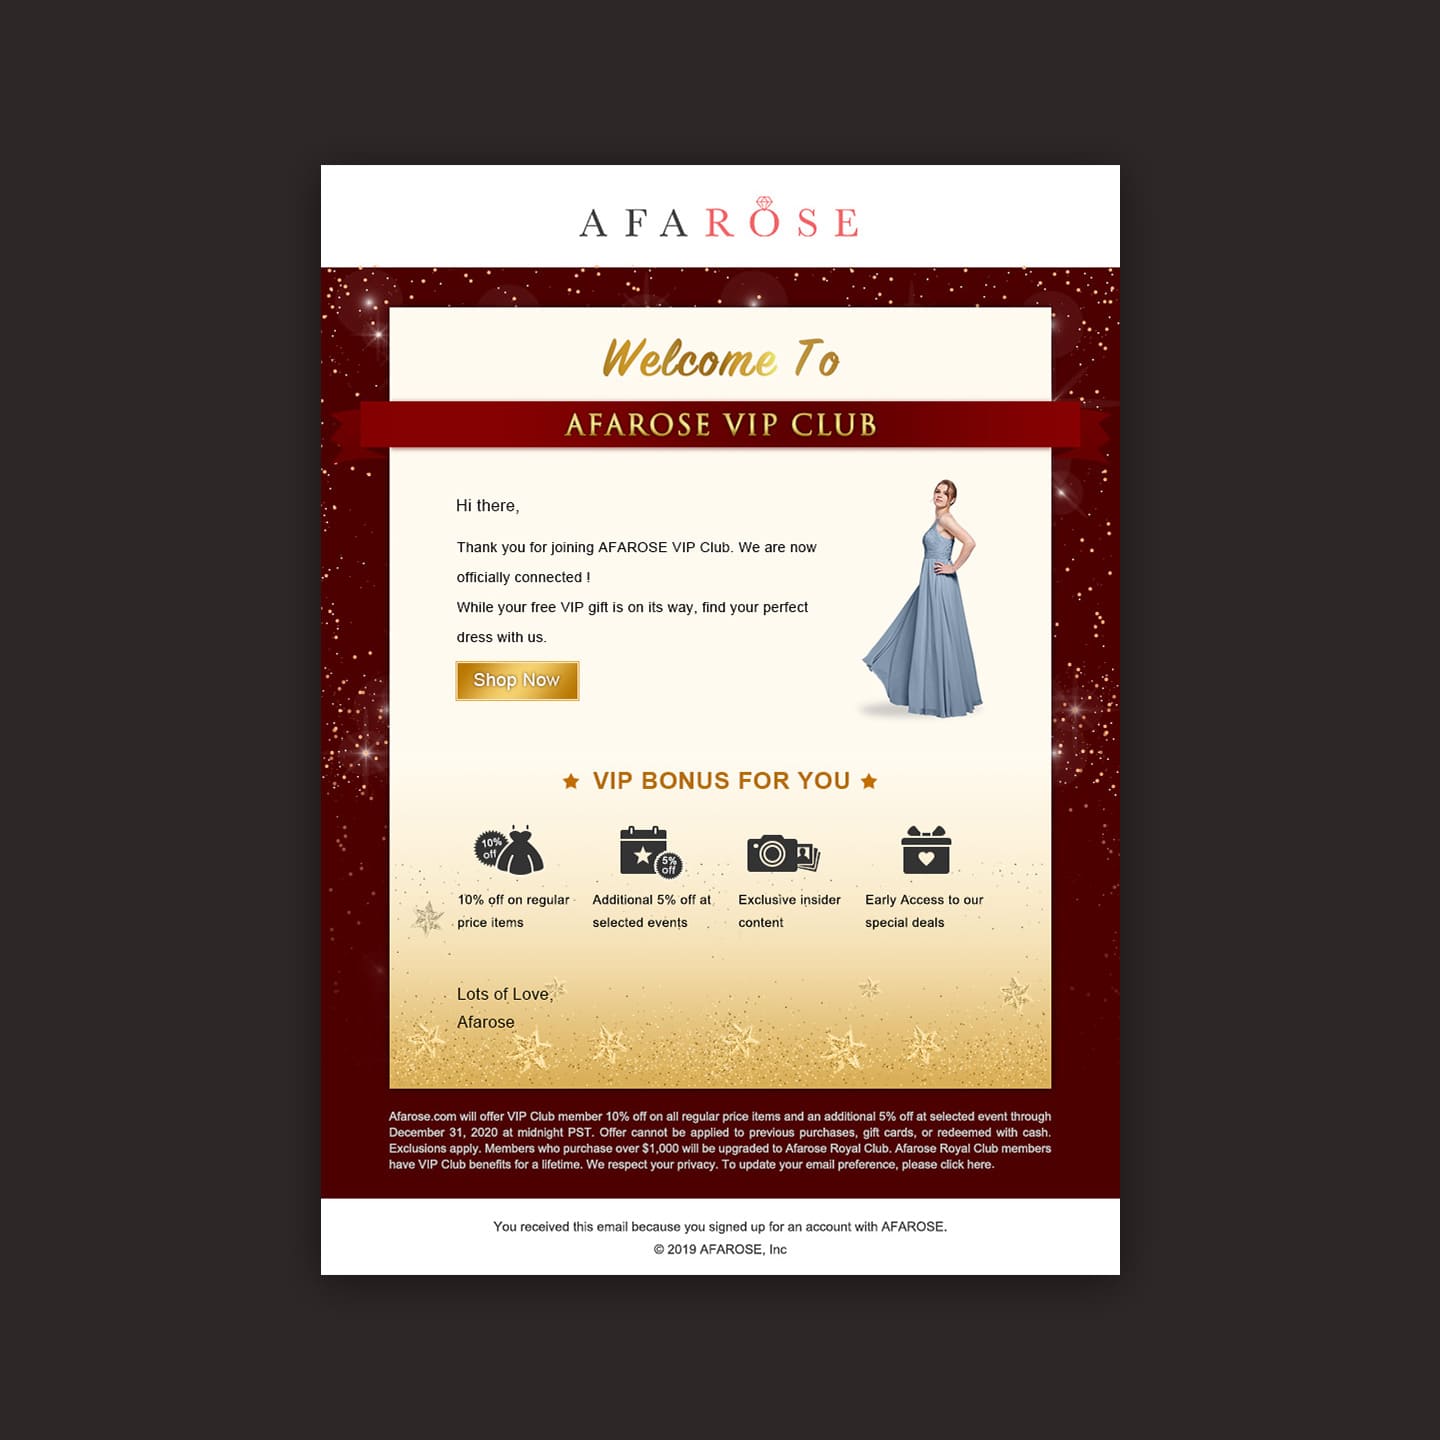 AFAROSE
Welcome To
AFAROSE VIP CLUB
Hi there,
Thank you for joining AFAROSE VIP Club. We are now
officially connected !
While your free VIP gift is on its way, find your perfect
dress with us.
Shop Now
VIP BONUS FOR YOU
10%
off
5%
off
10% off on regular
price items
Additional 5% off at
selected events
Exclusive insider
content
Early Access to our
special deals
Lots of Love,
Afarose
Afarose.com will offer VIP Club member 10% off on all regular price items and an additional 5% off at selected event through
December 31, 2020 at midnight PST. Offer cannot be applied to previous purchases, gift cards, or redeemed with cash.
Exclusions apply. Members who purchase over $1,000 will be upgraded to Afarose Royal Club. Afarose Royal Club members
have VIP Club benefits for a lifetime. We respect your privacy. To update your email preference, please click here.
You received this email because you signed up for an account with AFAROSE.
© 2019 AFAROSE, Inc